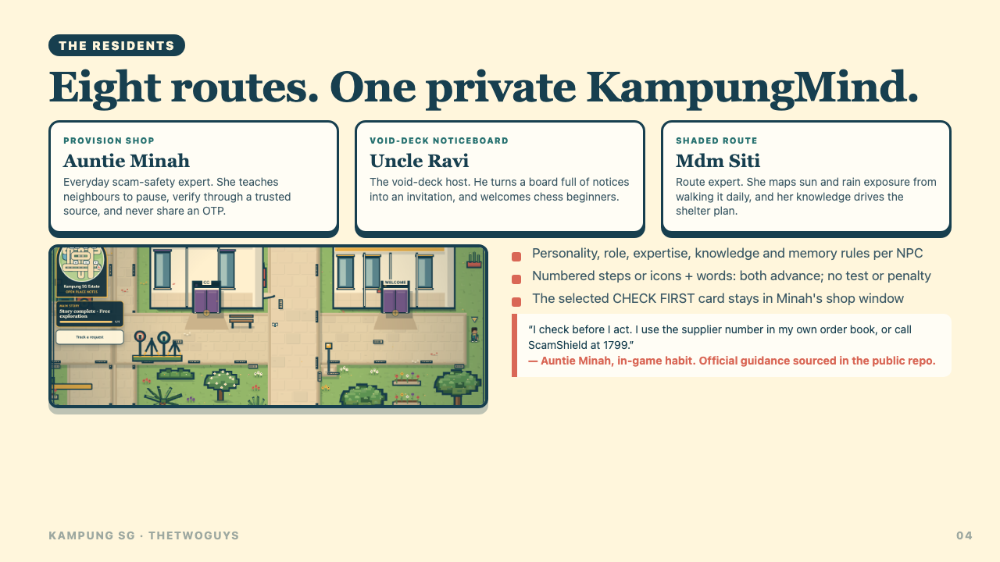 THE RESIDENTS
Eight routes. One private KampungMind.
PROVISION SHOP
Auntie Minah
Everyday scam-safety expert. She teaches
neighbours to pause, verify through a trusted
source, and never share an OTP.
VOID-DECK NOTICEBOARD
Uncle Ravi
The void-deck host. He turns a board full of notices
into an invitation, and welcomes chess beginners.
SHADED ROUTE
Mdm Siti
Route expert. She maps sun and rain exposure from
walking it daily, and her knowledge drives the
shelter plan.
Kampung SG Estate
OPEN PLACE NOTES
MAIN STORY
Story complete · Free
exploration
1/1
Track a request
CC
WELCOME
Personality, role, expertise, knowledge and memory rules per NPC
Numbered steps or icons + words: both advance; no test or penalty
The selected CHECK FIRST card stays in Minah's shop window
“I check before I act. I use the supplier number in my own order book, or call
ScamShield at 1799.”
— Auntie Minah, in-game habit. Official guidance sourced in the public repo.
KAMPUNG SG · THETWOGUYS
04